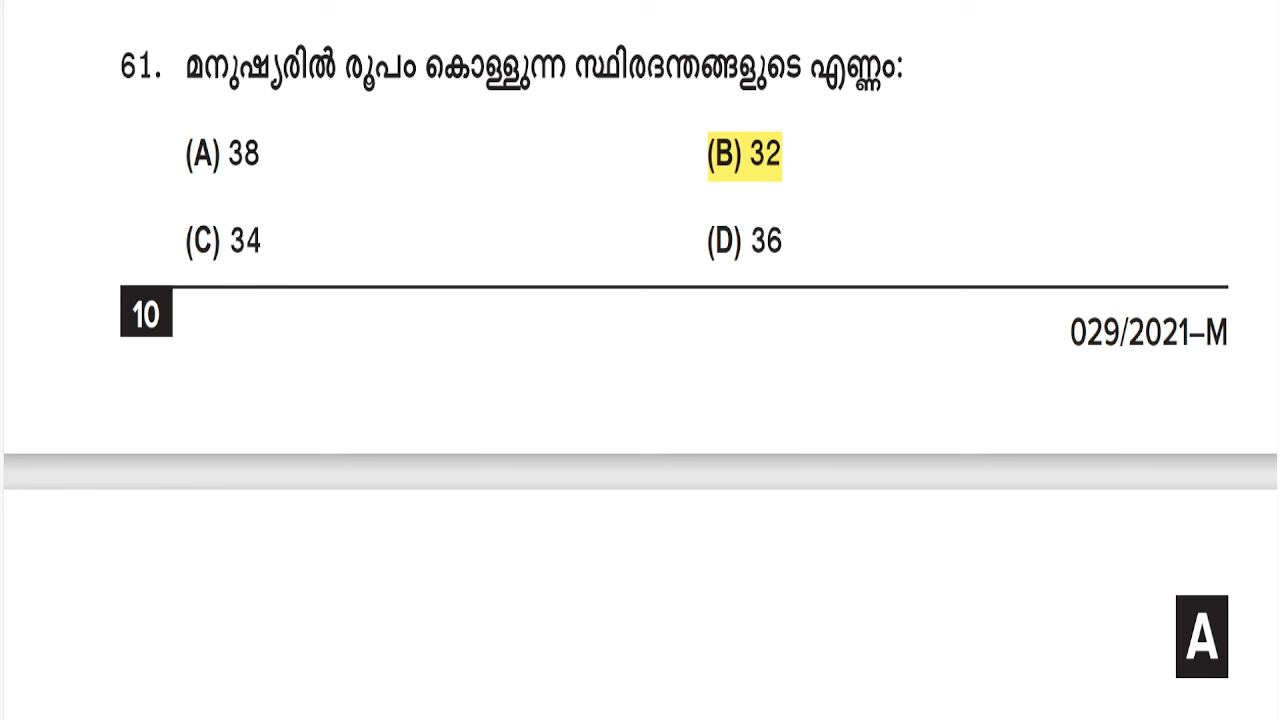 61. മനുഷ്യരിൽ രൂപം കൊള്ളുന്ന സ്ഥിരദന്തങ്ങളുടെ എണ്ണം:
(A) 38 (B) 32
(C) 34 (D) 36
10
029/2021–M
A